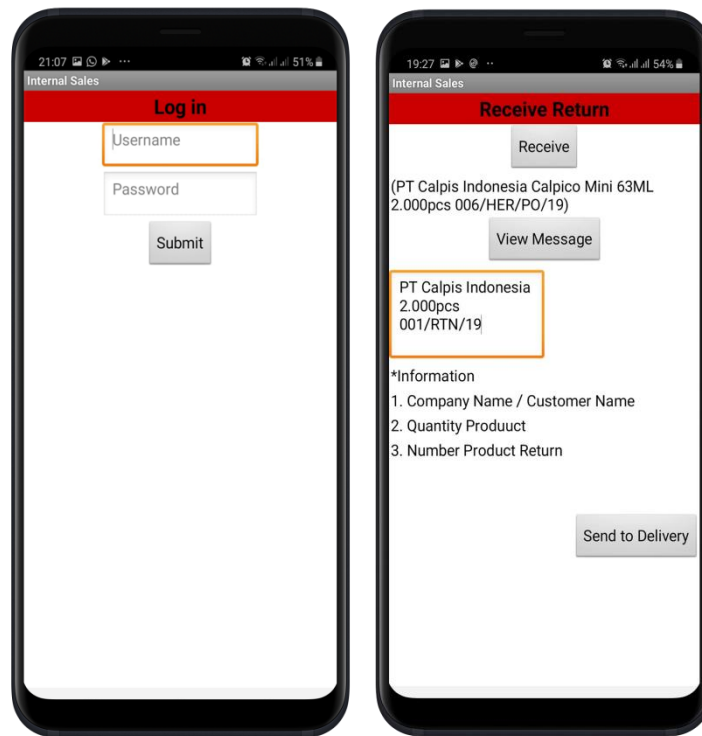 21:07 ... 51%
Internal Sales
Log in
Username
Password
Submit
19:27 .. 54%
Internal Sales
Receive Return
Receive
(PT Calpis Indonesia Calpico Mini 63ML
2.000pcs 006/HER/PO/19)
View Message
PT Calpis Indonesia
2.000pcs
001/RTN/19
*Information
1. Company Name / Customer Name
2. Quantity Produuct
3. Number Product Return
Send to Delivery